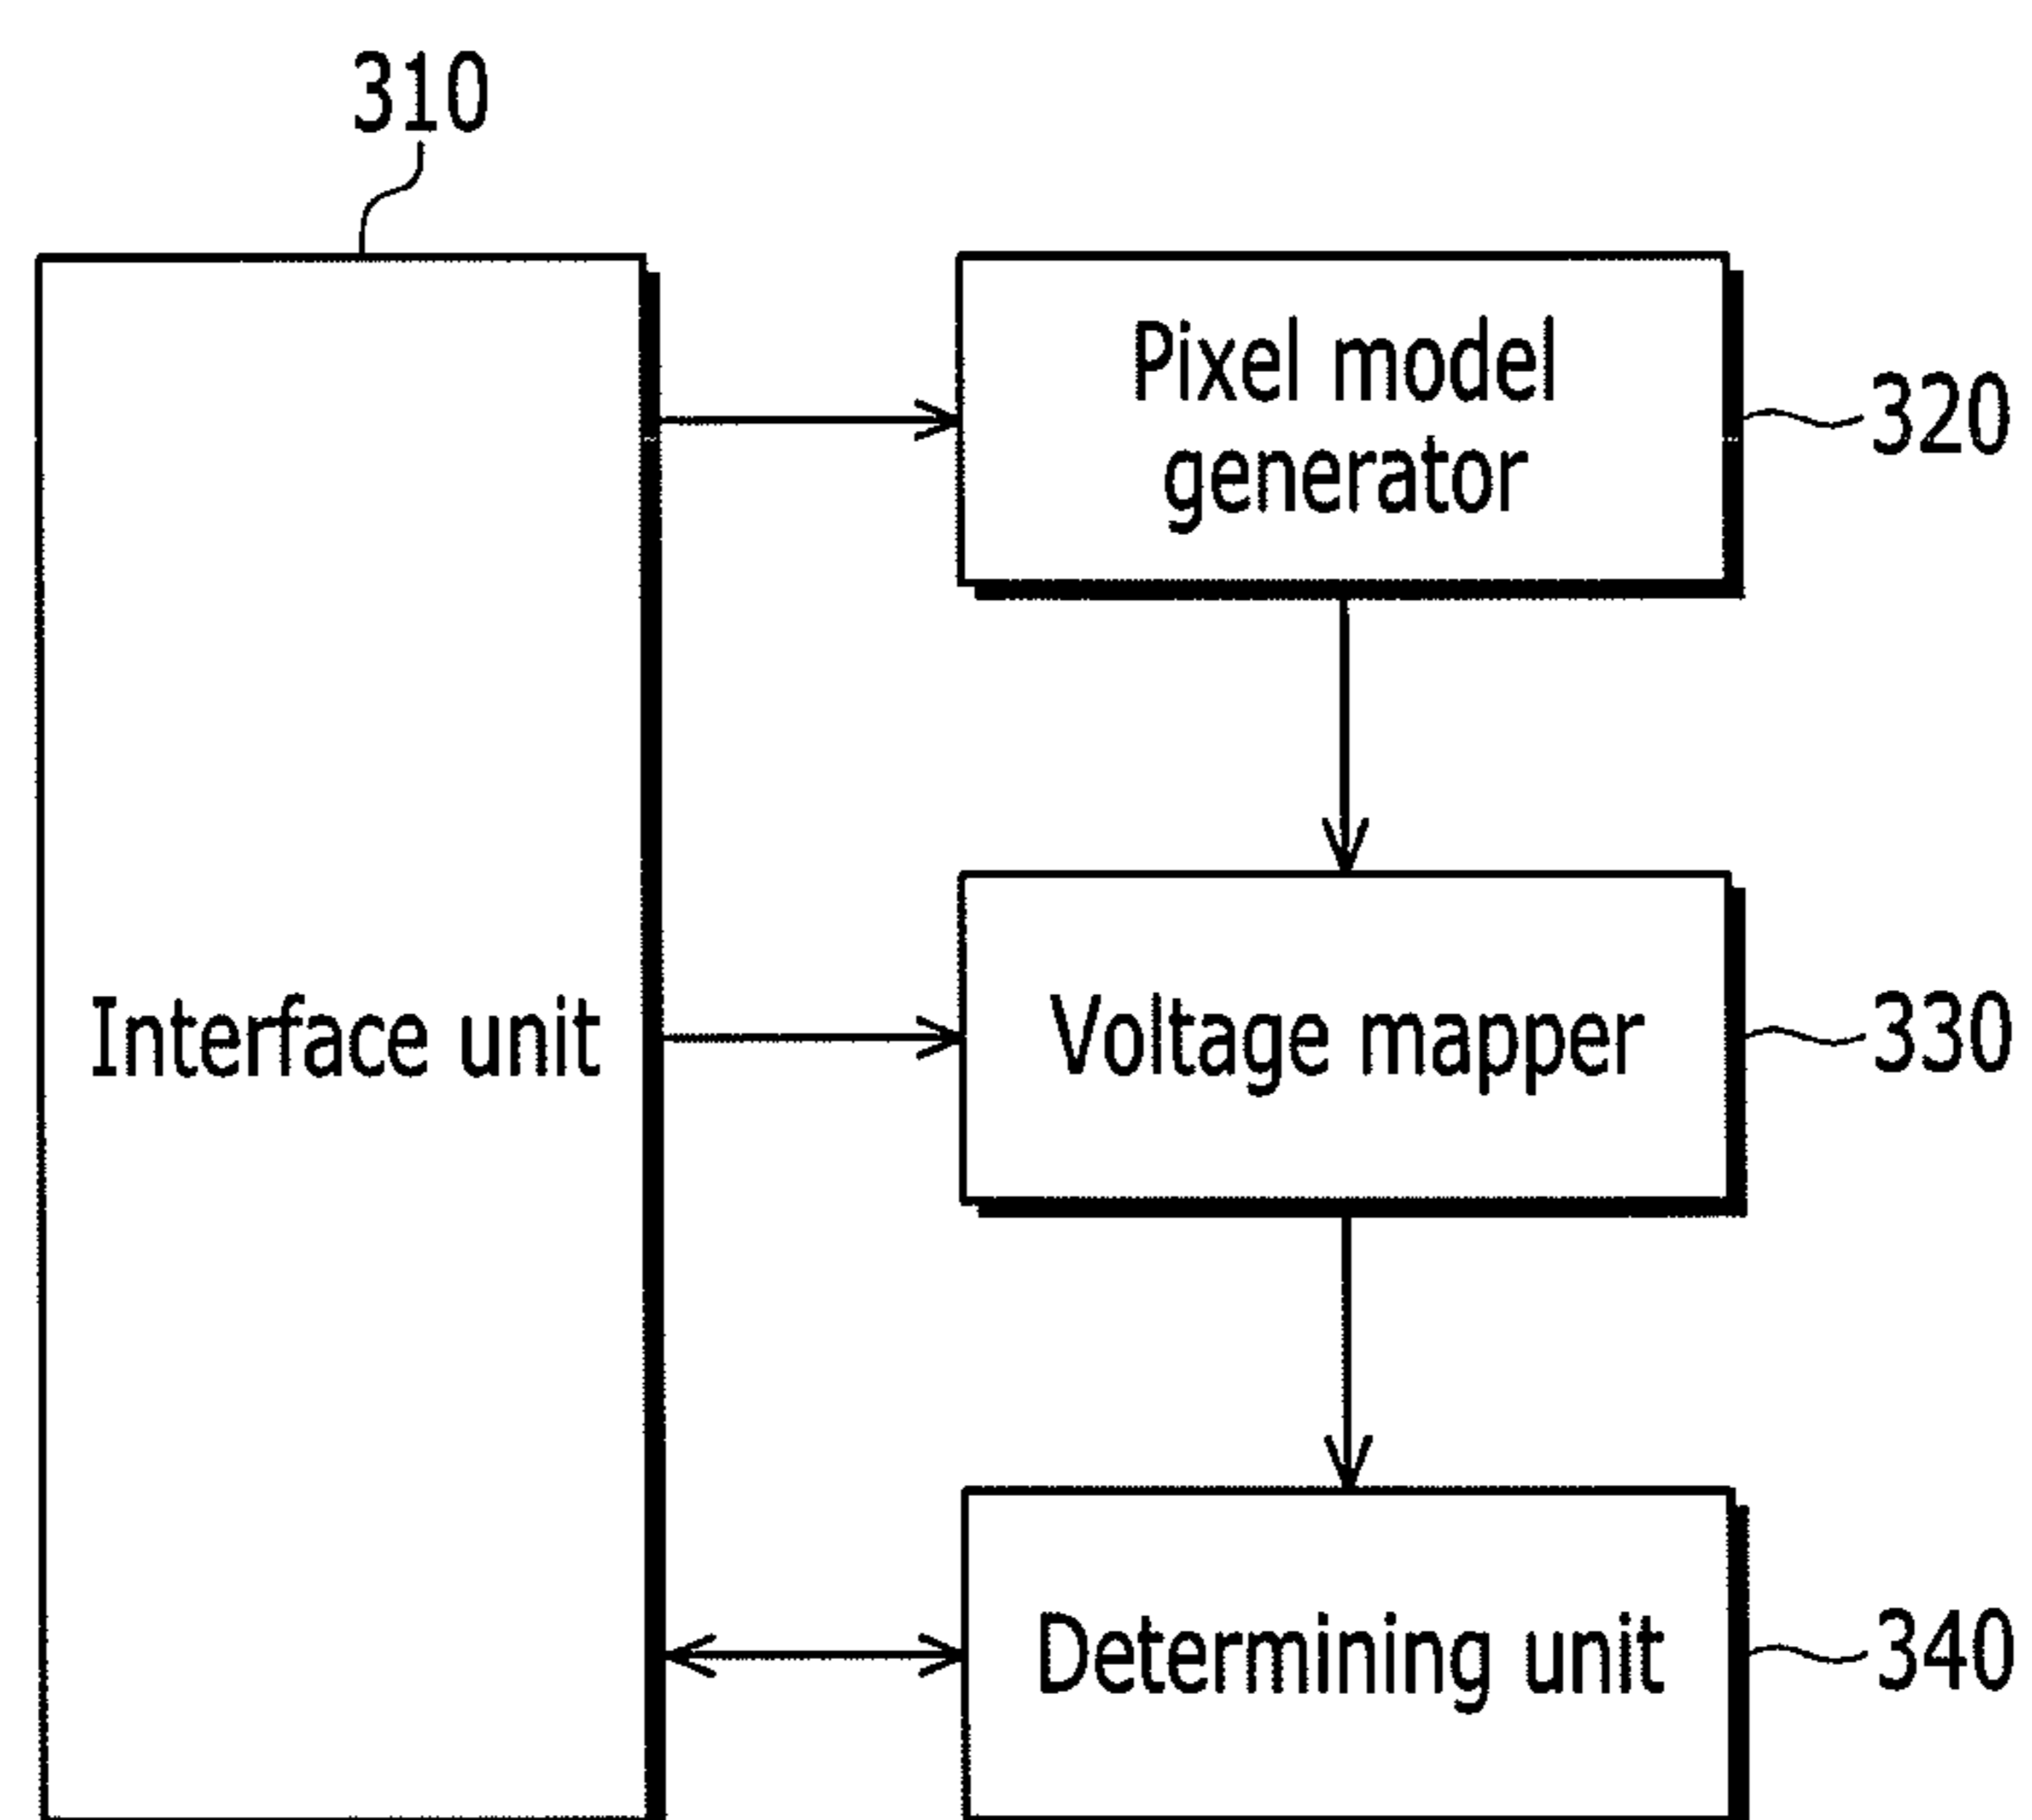 310
Pixel model
generator
320
Interface unit
Voltage mapper
330
Determining unit
340